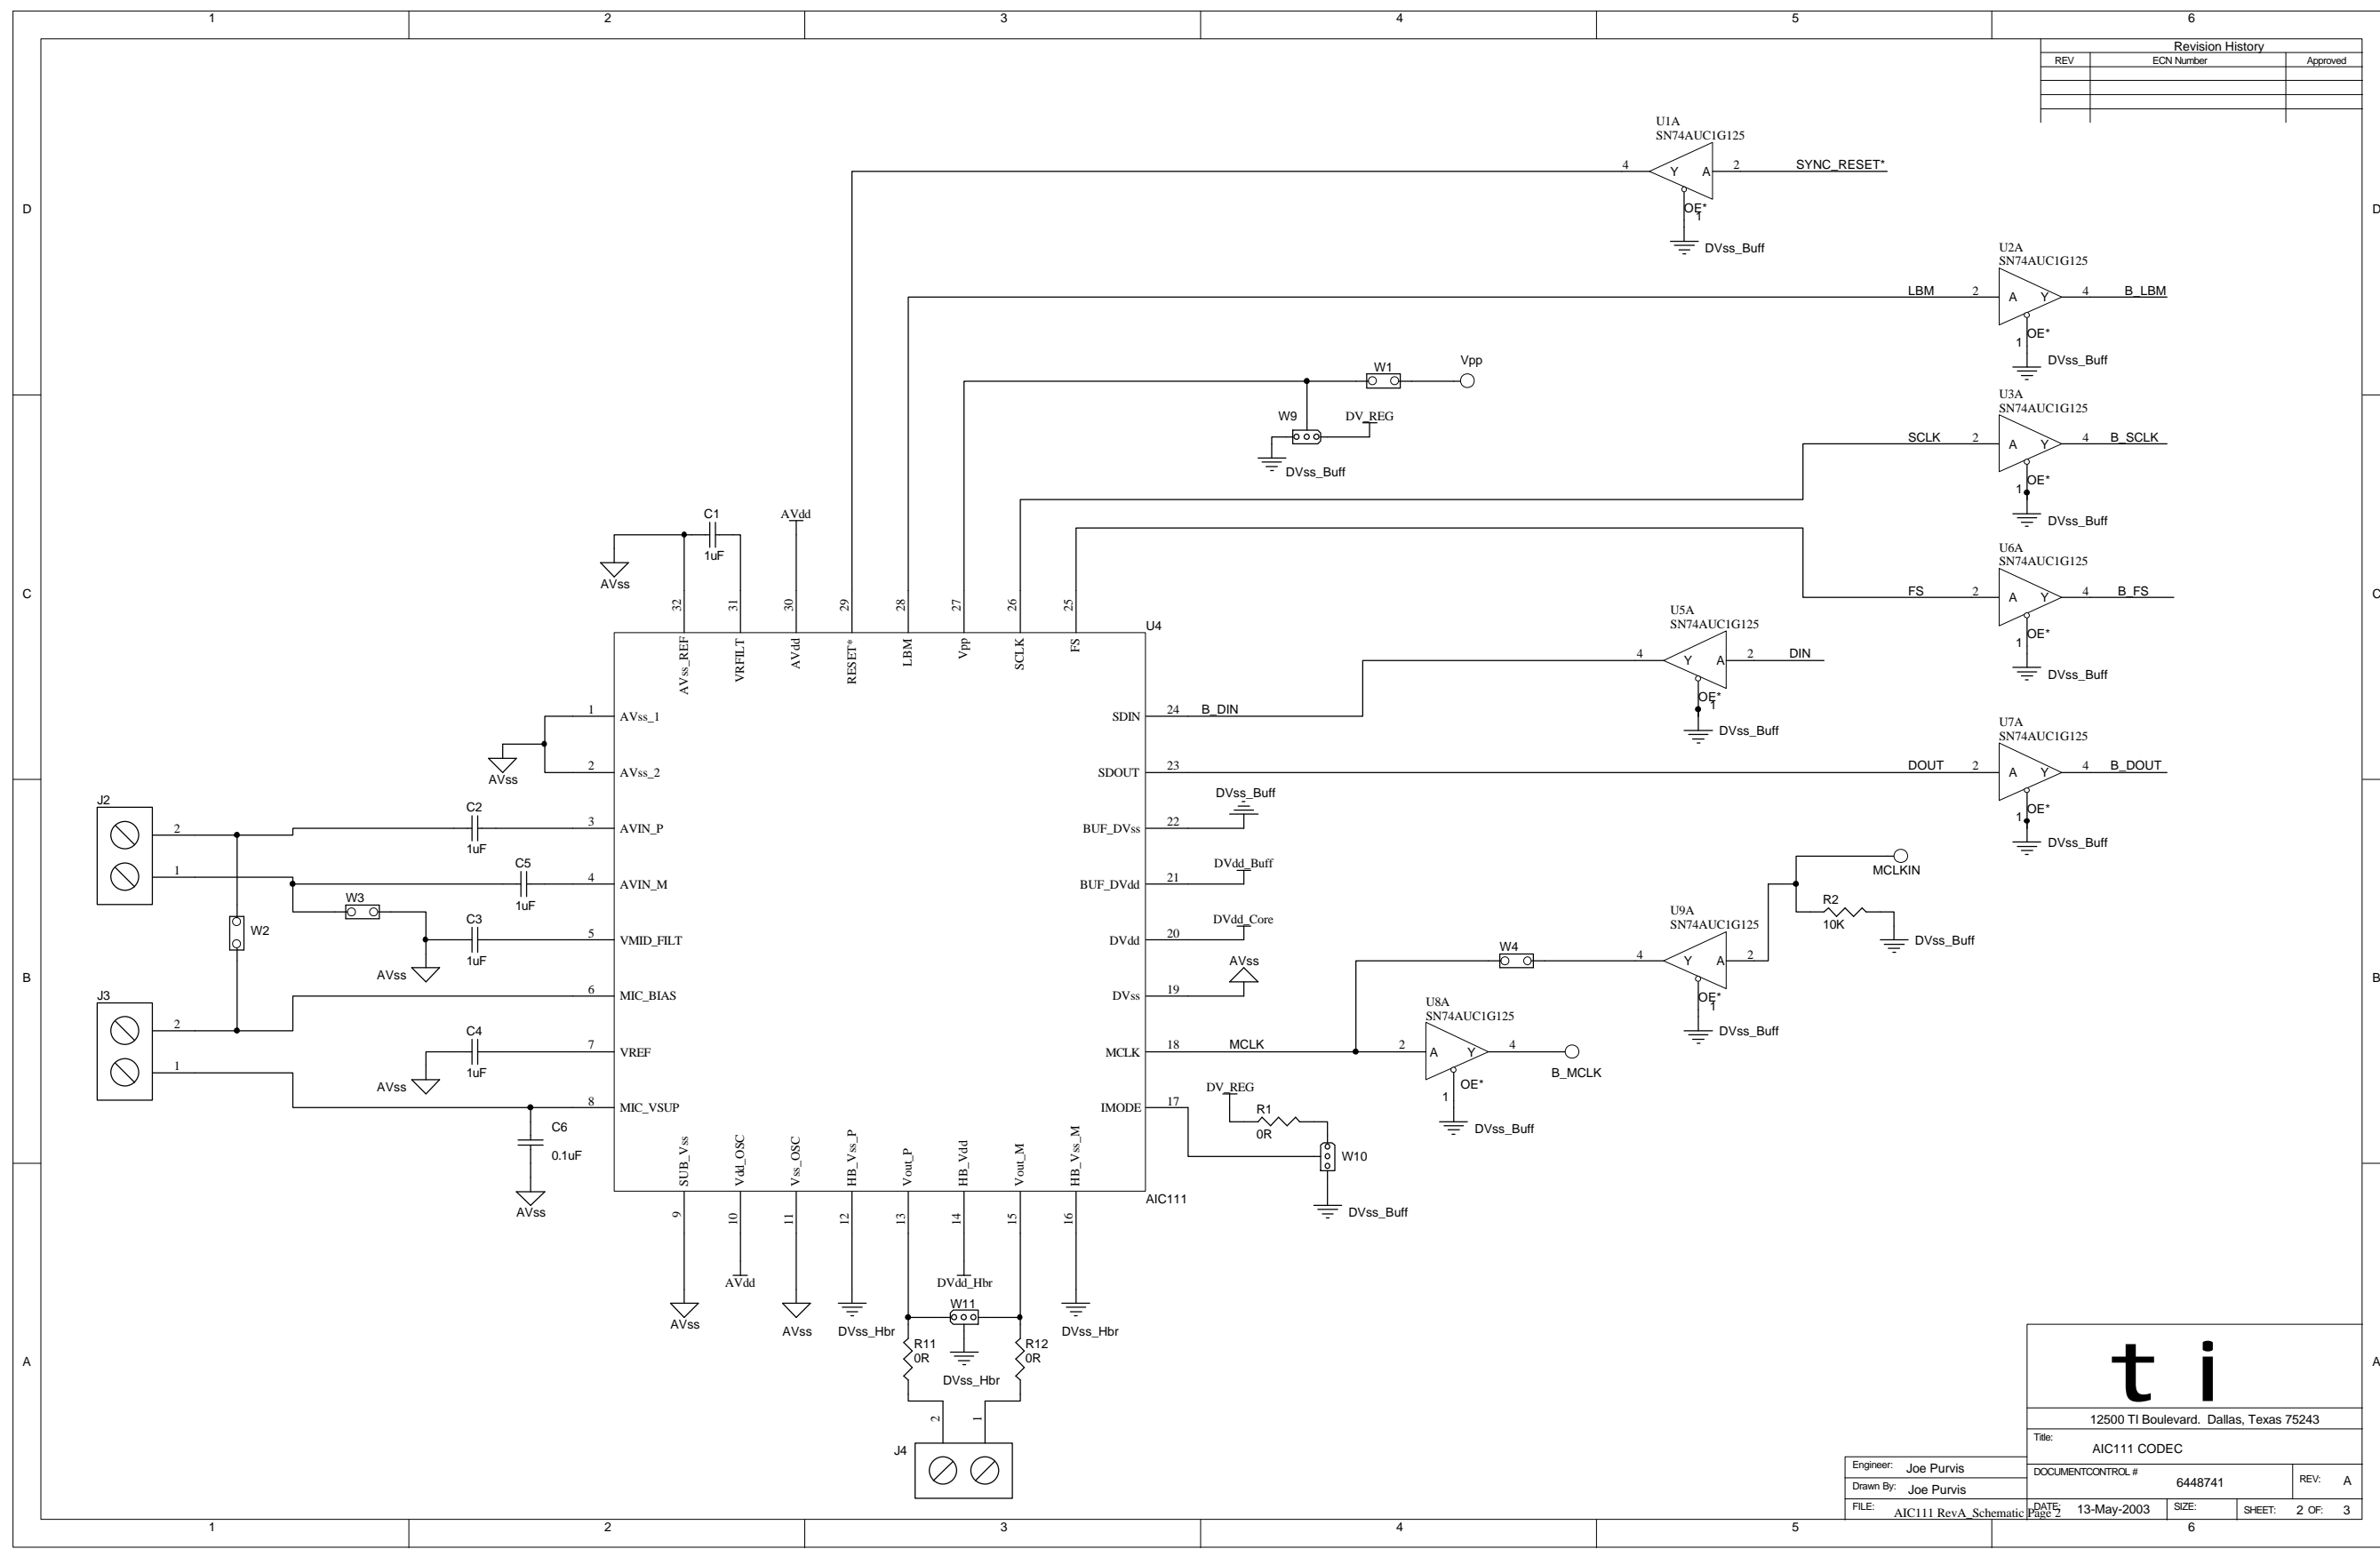 1 2 3 4 5 6
Revision History
REV ECN Number Approved
D D
U1A
SN74AUC1G125
4 Y A 2 SYNC_RESET*
OE*
1
DVss_Buff
U2A
SN74AUC1G125
LBM 2 A Y 4 B_LBM
OE*
1
DVss_Buff
Vpp
W1
W9 DV_REG
DVss_Buff
U3A
SN74AUC1G125
SCLK 2 A Y 4 B_SCLK
OE*
1
DVss_Buff
C1
1uF
AVdd
AVss
C C
U6A
SN74AUC1G125
FS 2 A Y 4 B_FS
OE*
1
DVss_Buff
32 31 30 29 28 27 26 25
U4
AVss_REF VRFILT AVdd RESET* LBM Vpp SCLK FS
U5A
SN74AUC1G125
4 Y A 2 DIN
OE*
1
DVss_Buff
1 AVss_1
SDIN 24 B_DIN
AVss
2 AVss_2
SDOUT 23
U7A
SN74AUC1G125
DOUT 2 A Y 4 B_DOUT
OE*
1
DVss_Buff
J2
2
1
C2
1uF
3 AVIN_P
DVss_Buff
BUF_DVss 22
C5
1uF
4 AVIN_M
DVdd_Buff
BUF_DVdd 21
MCLKIN
W3
W2
C3
1uF
5 VMID_FILT
AVss
DVdd_Core
DVdd 20
R2
10K
DVss_Buff
U9A
SN74AUC1G125
W4
4 Y A 2
OE*
1
DVss_Buff
B B
6 MIC_BIAS
AVss
DVss 19
J3
2
1
C4
1uF
7 VREF
AVss
U8A
SN74AUC1G125
MCLK 18 MCLK 2 A Y 4
B_MCLK
OE*
1
DVss_Buff
8 MIC_VSUP
C6
0.1uF
AVss
IMODE 17
DV_REG
R1
0R
W10
DVss_Buff
SUB_Vss Vdd_OSC Vss_OSC HB_Vss_P Vout_P HB_Vdd Vout_M HB_Vss_M
AIC111
9 10 11 12 13 14 15 16
AVdd
DVdd_Hbr
W11
AVss AVss DVss_Hbr DVss_Hbr
R11
0R
R12
0R
DVss_Hbr
2 1
J4
A A
ti
12500 TI Boulevard. Dallas, Texas 75243
Title:
AIC111 CODEC
Engineer: Joe Purvis
Drawn By: Joe Purvis
DOCUMENTCONTROL # 6448741 REV: A
FILE: AIC111 RevA_Schematic Page 2
DATE: 13-May-2003 SIZE: SHEET: 2 OF: 3
1 2 3 4 5 6